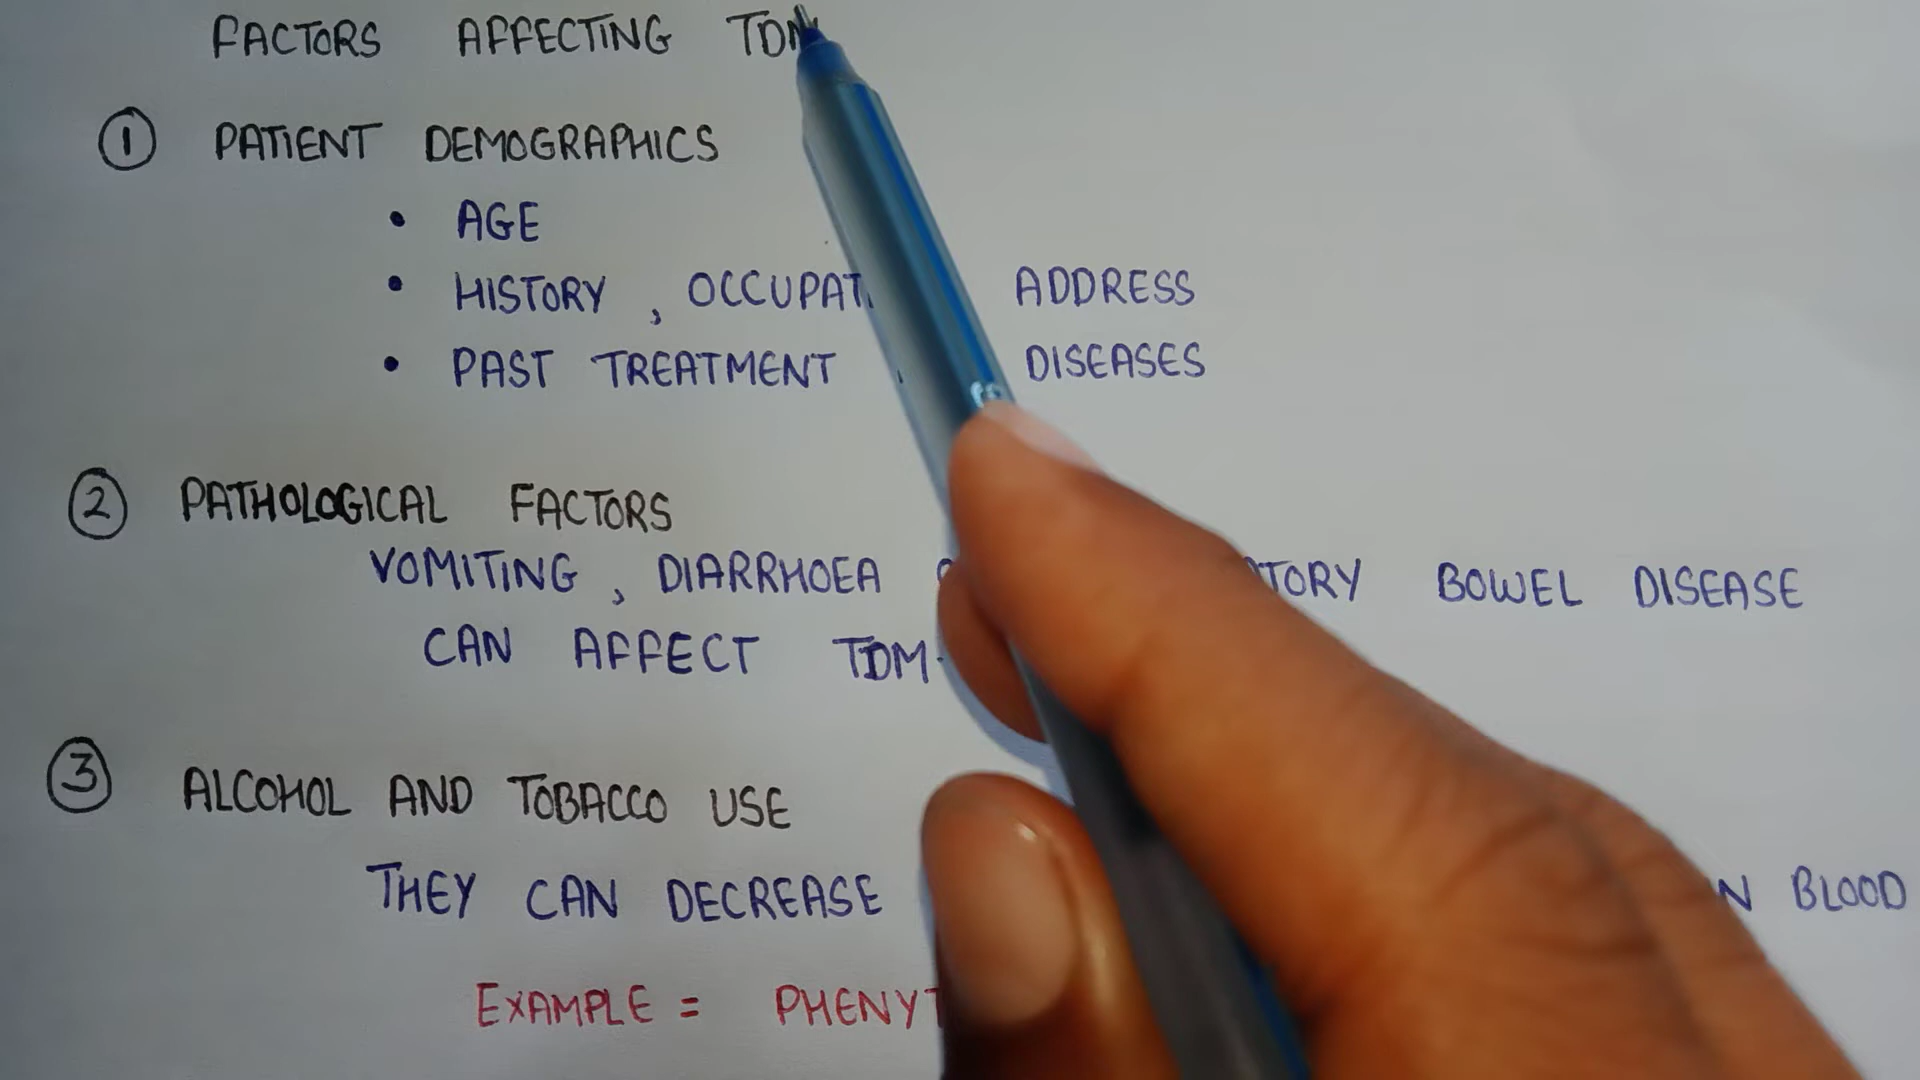 FACTORS AFFECTING TDM
① PATIENT DEMOGRAPHICS
• AGE
• HISTORY , ADDRESS
• PAST TREATMENT DISEASES
② PATHOLOGICAL FACTORS
VOMITING , DIARRHOEA BOWEL DISEASE
CAN AFFECT TDM.
③ ALCOHOL AND TOBACCO USE
THEY CAN DECREASE BLOOD
EXAMPLE =